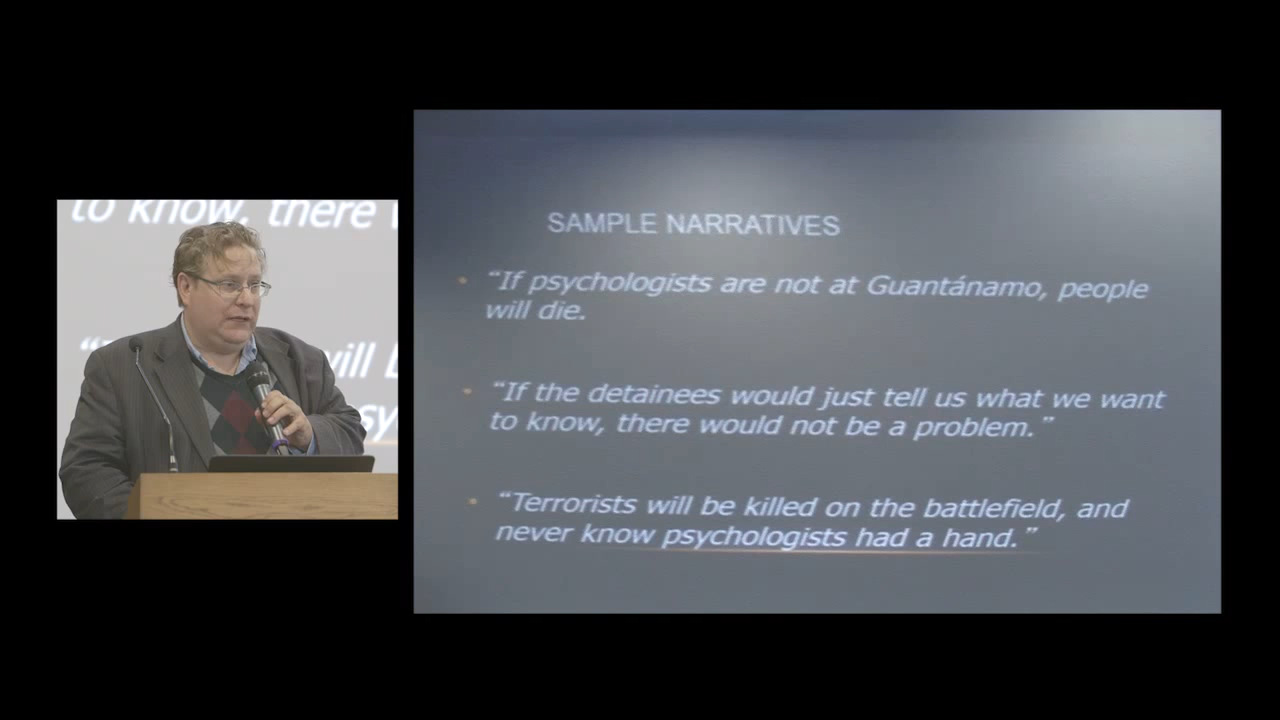 to know, there
SAMPLE NARRATIVES
“If psychologists are not at Guantánamo, people
will die.
“If the detainees would just tell us what we want
to know, there would not be a problem.”
“Terrorists will be killed on the battlefield, and
never know psychologists had a hand.”